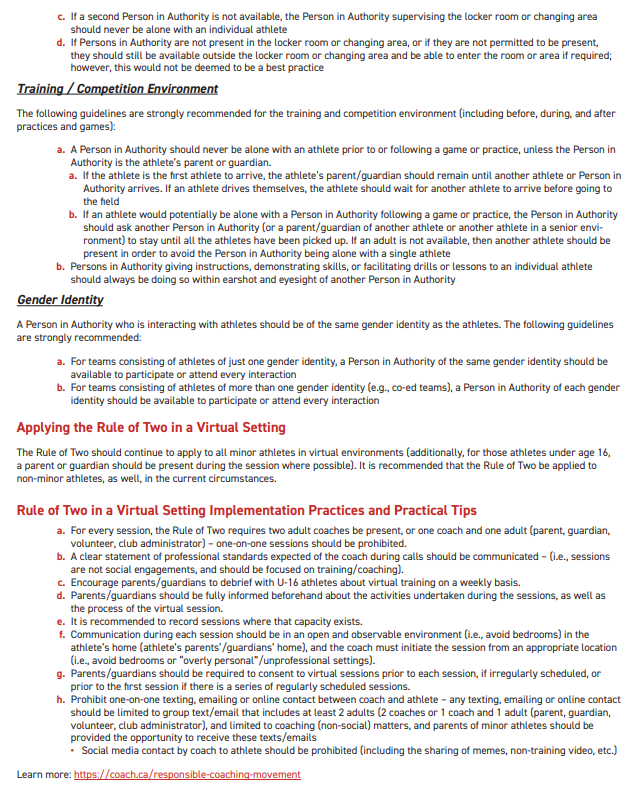 c. If a second Person in Authority is not available, the Person in Authority supervising the locker room or changing area
should never be alone with an individual athlete
d. If Persons in Authority are not present in the locker room or changing area, or if they are not permitted to be present,
they should still be available outside the locker room or changing area and be able to enter the room or area if required;
however, this would not be deemed to be a best practice
Training / Competition Environment
The following guidelines are strongly recommended for the training and competition environment (including before, during, and after
practices and games):
a. A Person in Authority should never be alone with an athlete prior to or following a game or practice, unless the Person in
Authority is the athlete's parent or guardian.
a. If the athlete is the first athlete to arrive, the athlete's parent/guardian should remain until another athlete or Person in
Authority arrives. If an athlete drives themselves, the athlete should wait for another athlete to arrive before going to
the field
b. If an athlete would potentially be alone with a Person in Authority following a game or practice, the Person in Authority
should ask another Person in Authority (or a parent/guardian of another athlete or another athlete in a senior envi-
ronment) to stay until all the athletes have been picked up. If an adult is not available, then another athlete should be
present in order to avoid the Person in Authority being alone with a single athlete
b. Persons in Authority giving instructions, demonstrating skills, or facilitating drills or lessons to an individual athlete
should always be doing so within earshot and eyesight of another Person in Authority
Gender Identity
A Person in Authority who is interacting with athletes should be of the same gender identity as the athletes. The following guidelines
are strongly recommended:
a. For teams consisting of athletes of just one gender identity, a Person in Authority of the same gender identity should be
available to participate or attend every interaction
b. For teams consisting of athletes of more than one gender identity (e.g., co-ed teams), a Person in Authority of each gender
identity should be available to participate or attend every interaction
Applying the Rule of Two in a Virtual Setting
The Rule of Two should continue to apply to all minor athletes in virtual environments (additionally, for those athletes under age 16,
a parent or guardian should be present during the session where possible). It is recommended that the Rule of Two be applied to
non-minor athletes, as well, in the current circumstances.
Rule of Two in a Virtual Setting Implementation Practices and Practical Tips
a. For every session, the Rule of Two requires two adult coaches be present, or one coach and one adult (parent, guardian,
volunteer, club administrator) – one-on-one sessions should be prohibited.
b. A clear statement of professional standards expected of the coach during calls should be communicated – (i.e., sessions
are not social engagements, and should be focused on training/coaching).
c. Encourage parents/guardians to debrief with U-16 athletes about virtual training on a weekly basis.
d. Parents/guardians should be fully informed beforehand about the activities undertaken during the sessions, as well as
the process of the virtual session.
e. It is recommended to record sessions where that capacity exists.
f. Communication during each session should be in an open and observable environment (i.e., avoid bedrooms) in the
athlete's home (athlete's parents'/guardians' home), and the coach must initiate the session from an appropriate location
(i.e., avoid bedrooms or "overly personal"/unprofessional settings).
g. Parents/guardians should be required to consent to virtual sessions prior to each session, if irregularly scheduled, or
prior to the first session if there is a series of regularly scheduled sessions.
h. Prohibit one-on-one texting, emailing or online contact between coach and athlete – any texting, emailing or online contact
should be limited to group text/email that includes at least 2 adults (2 coaches or 1 coach and 1 adult (parent, guardian,
volunteer, club administrator), and limited to coaching (non-social) matters, and parents of minor athletes should be
provided the opportunity to receive these texts/emails
• Social media contact by coach to athlete should be prohibited (including the sharing of memes, non-training video, etc.)
Learn more: https://coach.ca/responsible-coaching-movement